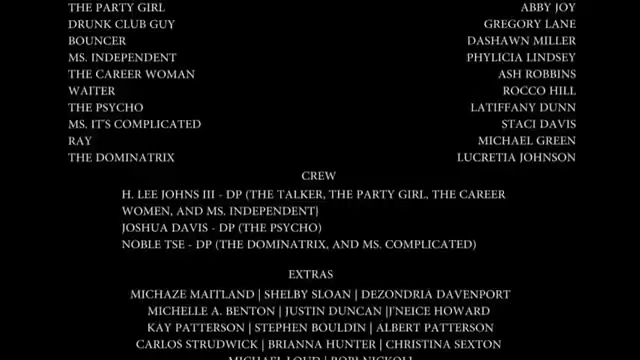 THE PARTY GIRL ABBY JOY
DRUNK CLUB GUY GREGORY LANE
BOUNCER DASHAWN MILLER
MS. INDEPENDENT PHYLICIA LINDSEY
THE CAREER WOMAN ASH ROBBINS
WAITER ROCCO HILL
THE PSYCHO LATIFFANY DUNN
MS. IT'S COMPLICATED STACI DAVIS
RAY MICHAEL GREEN
THE DOMINATRIX LUCRETIA JOHNSON
CREW
H. LEE JOHNS III - DP (THE TALKER, THE PARTY GIRL, THE CAREER
WOMEN, AND MS. INDEPENDENT}
JOSHUA DAVIS - DP (THE PSYCHO)
NOBLE TSE - DP (THE DOMINATRIX, AND MS. COMPLICATED)
EXTRAS
MICHAZE MAITLAND | SHELBY SLOAN | DEZONDRIA DAVENPORT
MICHELLE A. BENTON | JUSTIN DUNCAN |J'NEICE HOWARD
KAY PATTERSON | STEPHEN BOULDIN | ALBERT PATTERSON
CARLOS STRUDWICK | BRIANNA HUNTER | CHRISTINA SEXTON
MICHAEL LOUD |